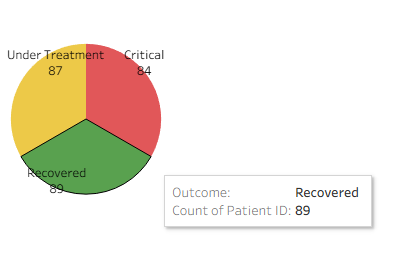 Under Treatment
87
Critical
84
Recovered
89
Outcome: Recovered
Count of Patient ID: 89